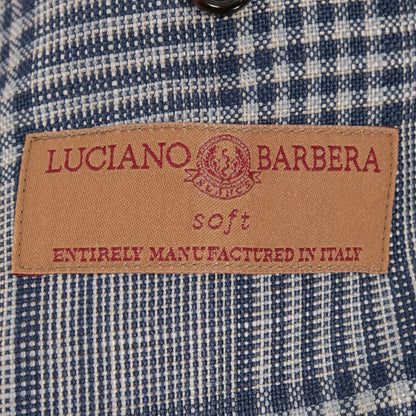 LUCIANO BARBERA
soft
ENTIRELY MANUFACTURED IN ITALY